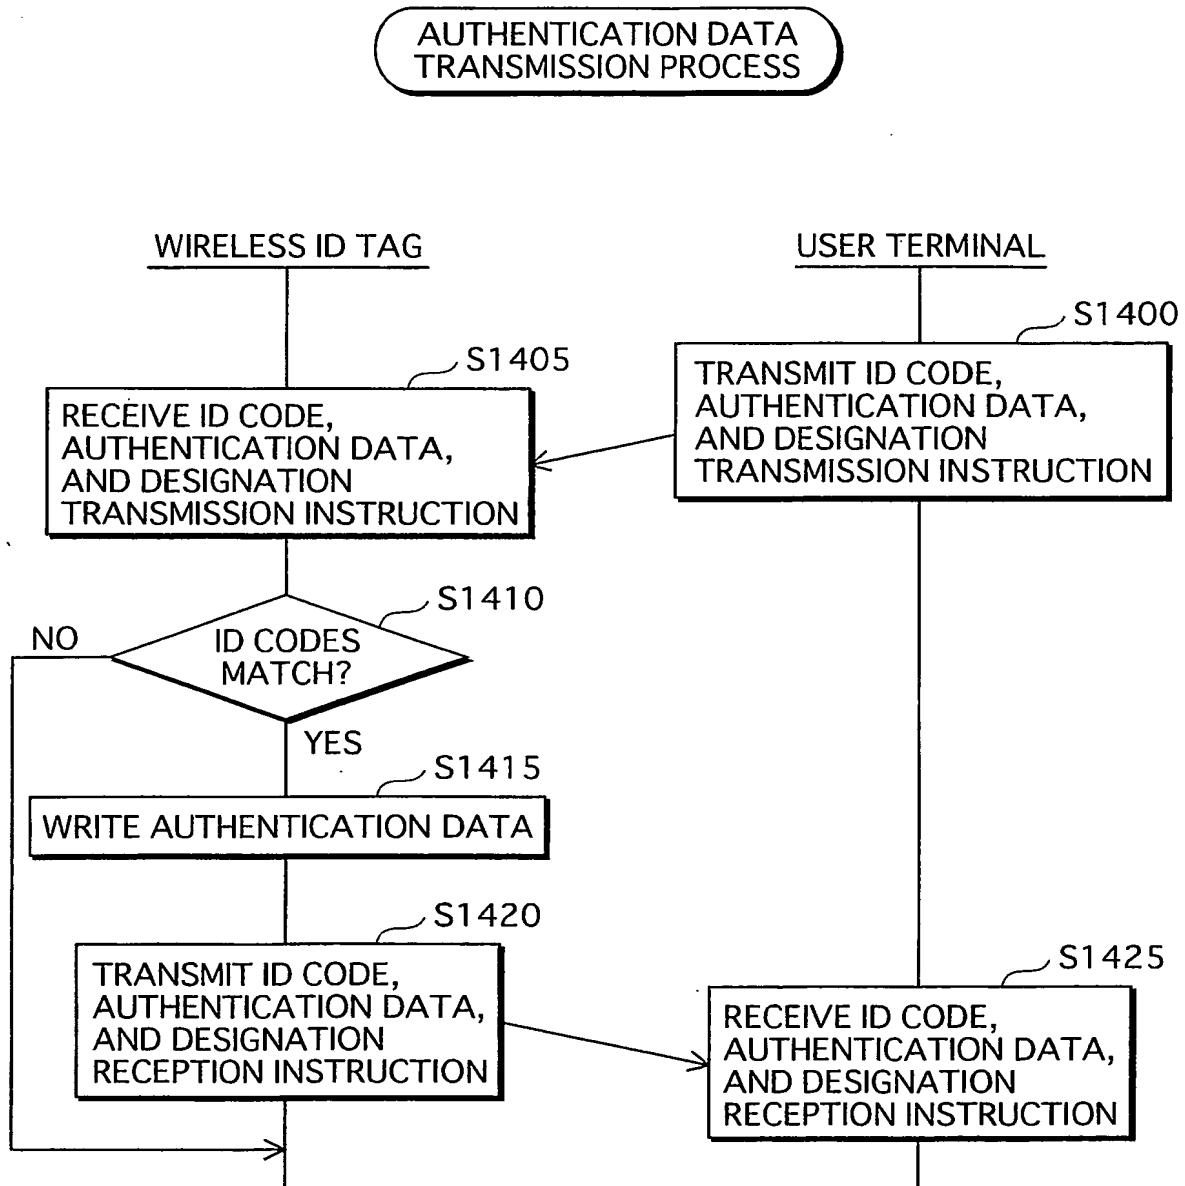 AUTHENTICATION DATA
TRANSMISSION PROCESS
WIRELESS ID TAG
USER TERMINAL
S1400
TRANSMIT ID CODE,
AUTHENTICATION DATA,
AND DESIGNATION
TRANSMISSION INSTRUCTION
S1405
RECEIVE ID CODE,
AUTHENTICATION DATA,
AND DESIGNATION
TRANSMISSION INSTRUCTION
S1410
ID CODES
MATCH?
NO
YES
S1415
WRITE AUTHENTICATION DATA
S1420
TRANSMIT ID CODE,
AUTHENTICATION DATA,
AND DESIGNATION
RECEPTION INSTRUCTION
S1425
RECEIVE ID CODE,
AUTHENTICATION DATA,
AND DESIGNATION
RECEPTION INSTRUCTION